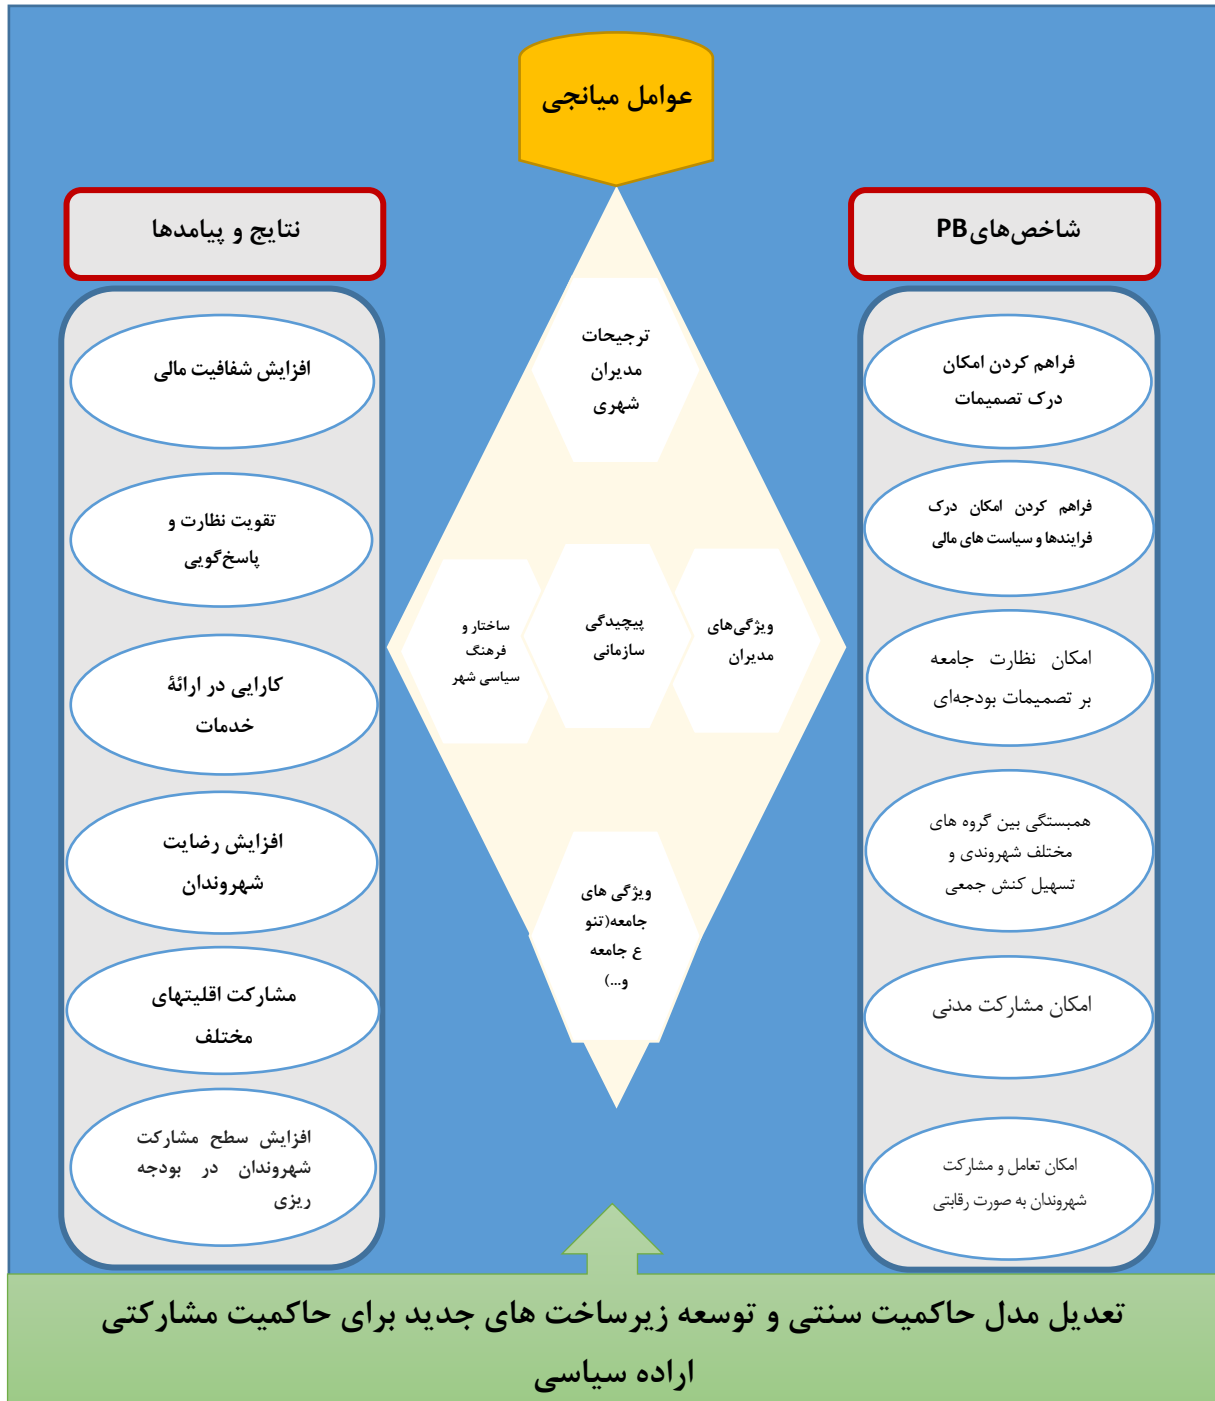 عوامل میانجی
شاخص‌های‌PB
فراهم کردن امکان
درک تصمیمات
فراهم کردن امکان درک
فرایندها و سیاست های مالی
امکان نظارت جامعه
بر تصمیمات بودجه‌ای
همبستگی بین گروه های
مختلف شهروندی و
تسهیل کنش جمعی
امکان مشارکت مدنی
امکان تعامل و مشارکت
شهروندان به صورت رقابتی
ترجیحات
مدیران
شهری
ویژگی‌های
مدیران
پیچیدگی
سازمانی
ساختار و
فرهنگ
سیاسی شهر
ویژگی های
جامعه(تنو
ع جامعه
و...)
نتایج و پیامدها
افزایش شفافیت مالی
تقویت نظارت و
پاسخ‌گویی
کارایی در ارائهٔ
خدمات
افزایش رضایت
شهروندان
مشارکت اقلیتهای
مختلف
افزایش سطح مشارکت
شهروندان در بودجه
ریزی
تعدیل مدل حاکمیت سنتی و توسعه زیرساخت های جدید برای حاکمیت مشارکتی
اراده سیاسی